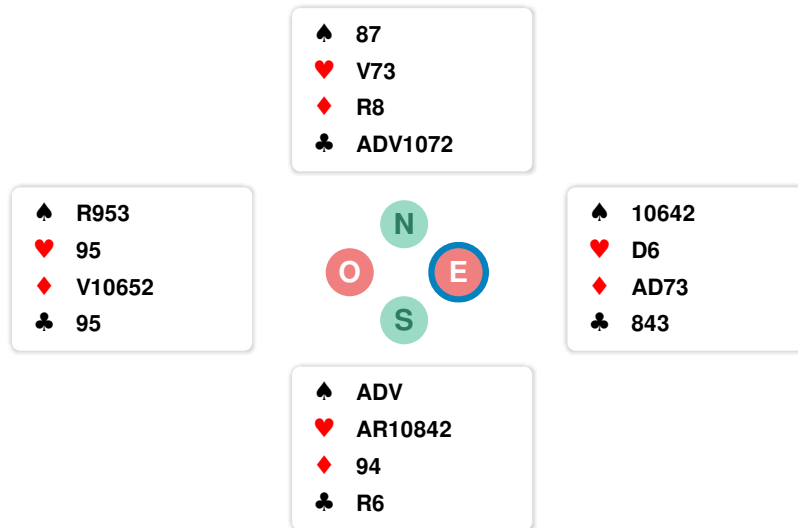 ♠ 87
♥ V73
♦ R8
♣ ADV1072
♠ R953
♥ 95
♦ V10652
♣ 95
N
O
E
S
♠ 10642
♥ D6
♦ AD73
♣ 843
♠ ADV
♥ AR10842
♦ 94
♣ R6